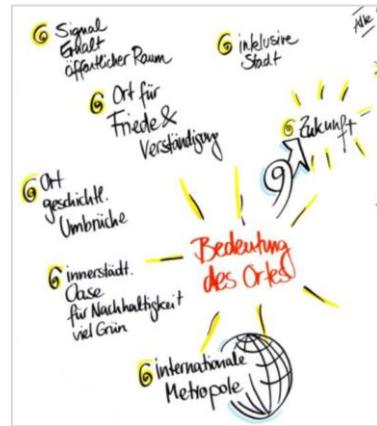 Signal
Erhalt
öffentlicher Raum
inklusive
Stadt
Alle
Ort für
Friede &
Verständigung
Zukunft
Ort
geschichtl.
Umbrüche
Bedeutung
des Ortes
innerstädt.
Oase
für Nachhaltigkeit
viel Grün
internationale
Metropole